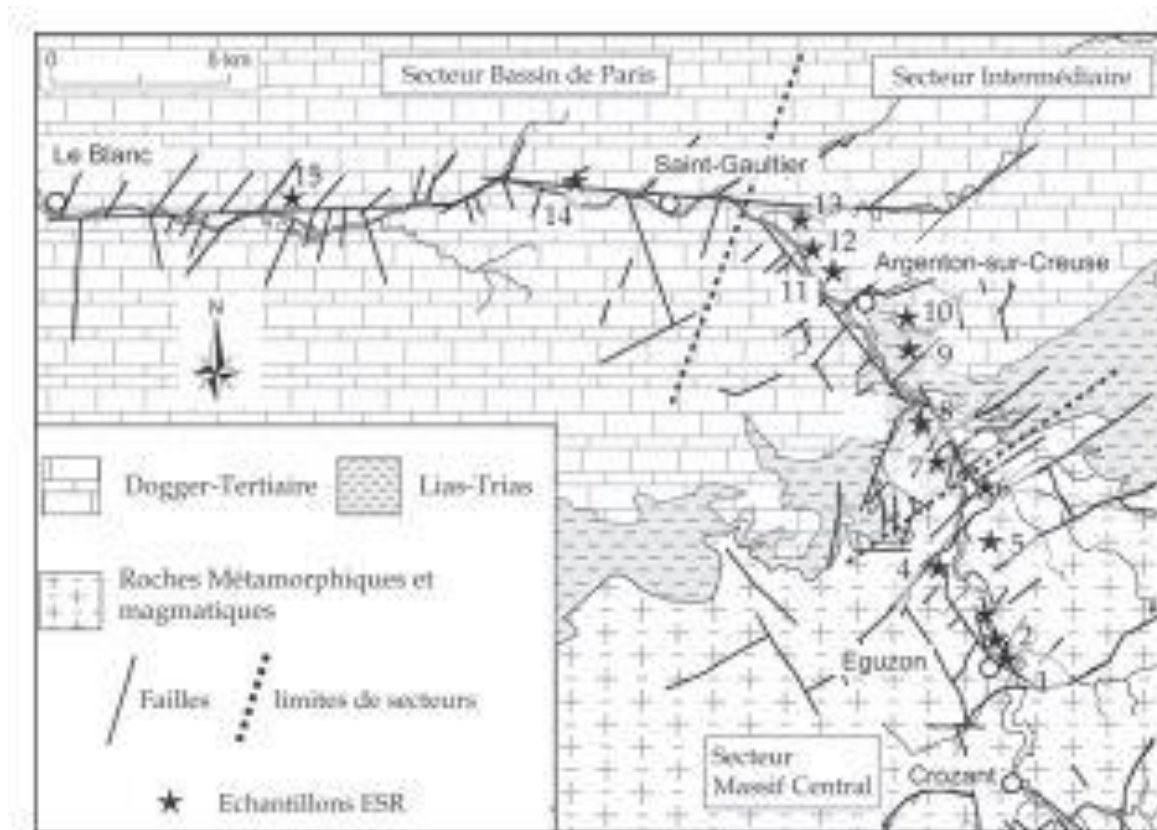 0 6 km
Secteur Bassin de Paris
Secteur Intermédiaire
Le Blanc
15
14
Saint-Gaultier
13
12
11
Argenton-sur-Creuse
10
9
8
7
6
5
4
2
1
N
Eguzon
Crozant
Secteur
Massif Central
Dogger-Tertiaire
Lias-Trias
Roches Métamorphiques et
magmatiques
Failles
limites de secteurs
Echantillons ESR